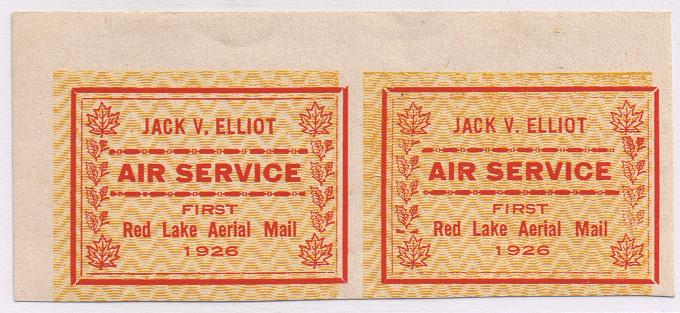 JACK V. ELLIOT
AIR SERVICE
FIRST
Red Lake Aerial Mail
1926
JACK V. ELLIOT
AIR SERVICE
FIRST
Red Lake Aerial Mail
1926